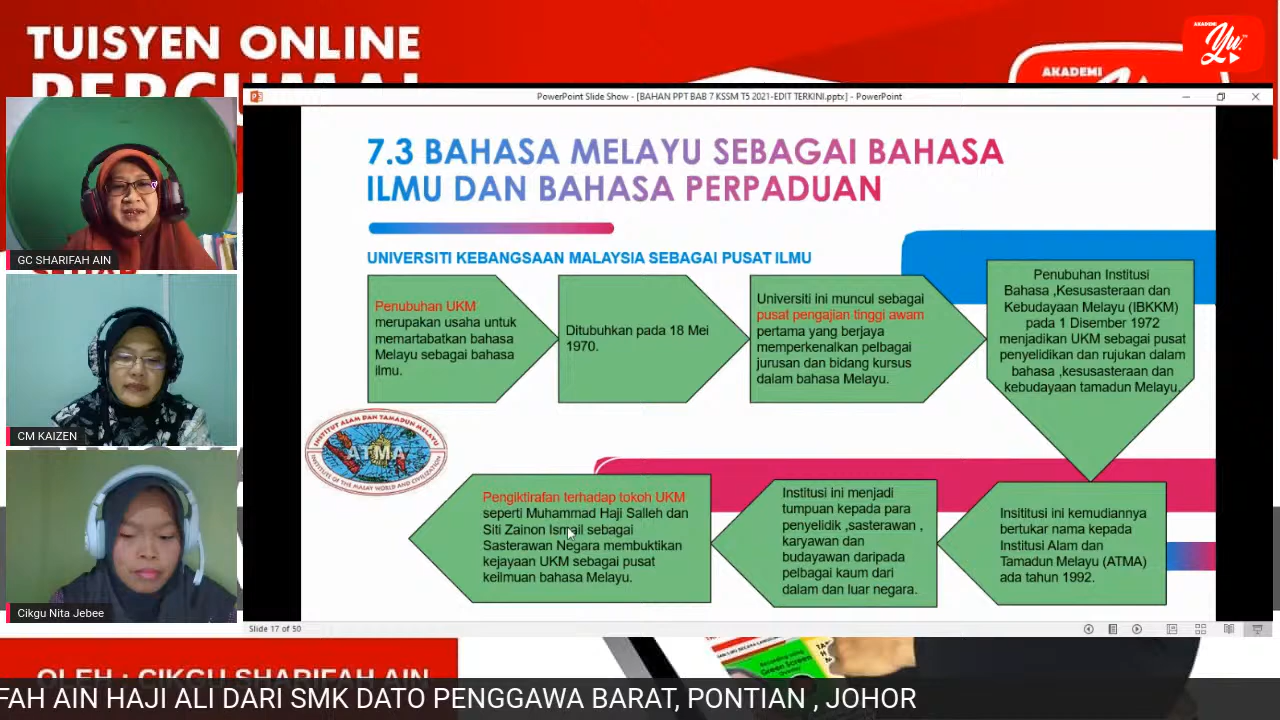 TUISYEN ONLINE
PERCUMA!
AKADEMI
Yu.
AKADEMI
PowerPoint Slide Show - [BAHAN PPT BAB 7 KSSM T5 2021-EDIT TERKINI.pptx] - PowerPoint
7.3 BAHASA MELAYU SEBAGAI BAHASA
ILMU DAN BAHASA PERPADUAN
UNIVERSITI KEBANGSAAN MALAYSIA SEBAGAI PUSAT ILMU
Penubuhan UKM
merupakan usaha untuk
memartabatkan bahasa
Melayu sebagai bahasa
ilmu.
Ditubuhkan pada 18 Mei
1970.
Universiti ini muncul sebagai
pusat pengajian tinggi awam
pertama yang berjaya
memperkenalkan pelbagai
jurusan dan bidang kursus
dalam bahasa Melayu.
Penubuhan Institusi
Bahasa ,Kesusasteraan dan
Kebudayaan Melayu (IBKKM)
pada 1 Disember 1972
menjadikan UKM sebagai pusat
penyelidikan dan rujukan dalam
bahasa ,kesusasteraan dan
kebudayaan tamadun Melayu.
Insititusi ini kemudiannya
bertukar nama kepada
Institusi Alam dan
Tamadun Melayu (ATMA)
ada tahun 1992.
Institusi ini menjadi
tumpuan kepada para
penyelidik ,sasterawan ,
karyawan dan
budayawan daripada
pelbagai kaum dari
dalam dan luar negara.
Pengiktirafan terhadap tokoh UKM
seperti Muhammad Haji Salleh dan
Siti Zainon Ismail sebagai
Sasterawan Negara membuktikan
kejayaan UKM sebagai pusat
keilmuan bahasa Melayu.
INSTITUT ALAM DAN TAMADUN MELAYU
ATMA
INSTITUTE OF THE MALAY WORLD AND CIVILIZATION
GC SHARIFAH AIN
CM KAIZEN
Cikgu Nita Jebee
Slide 17 of 50
OLEH : CIKGU SHARIFAH AIN
Green Screen
FAH AIN HAJI ALI DARI SMK DATO PENGGAWA BARAT, PONTIAN , JOHOR